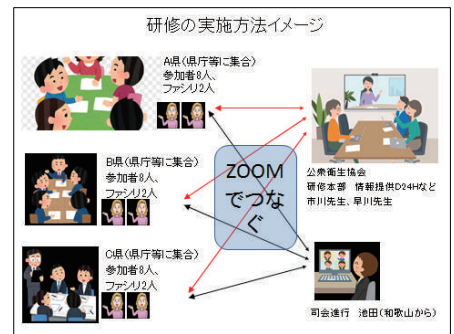 研修の実施方法イメージ
A県(県庁等に集合)
参加者8人、
ファシリ2人
B県(県庁等に集合)
参加者8人、
ファシリ2人
C県(県庁等に集合)
参加者8人、
ファシリ2人
ZOOM
でつな
ぐ
公衆衛生協会
研修本部 情報提供D24Hなど
市川先生、早川先生
司会進行 池田(和歌山から)